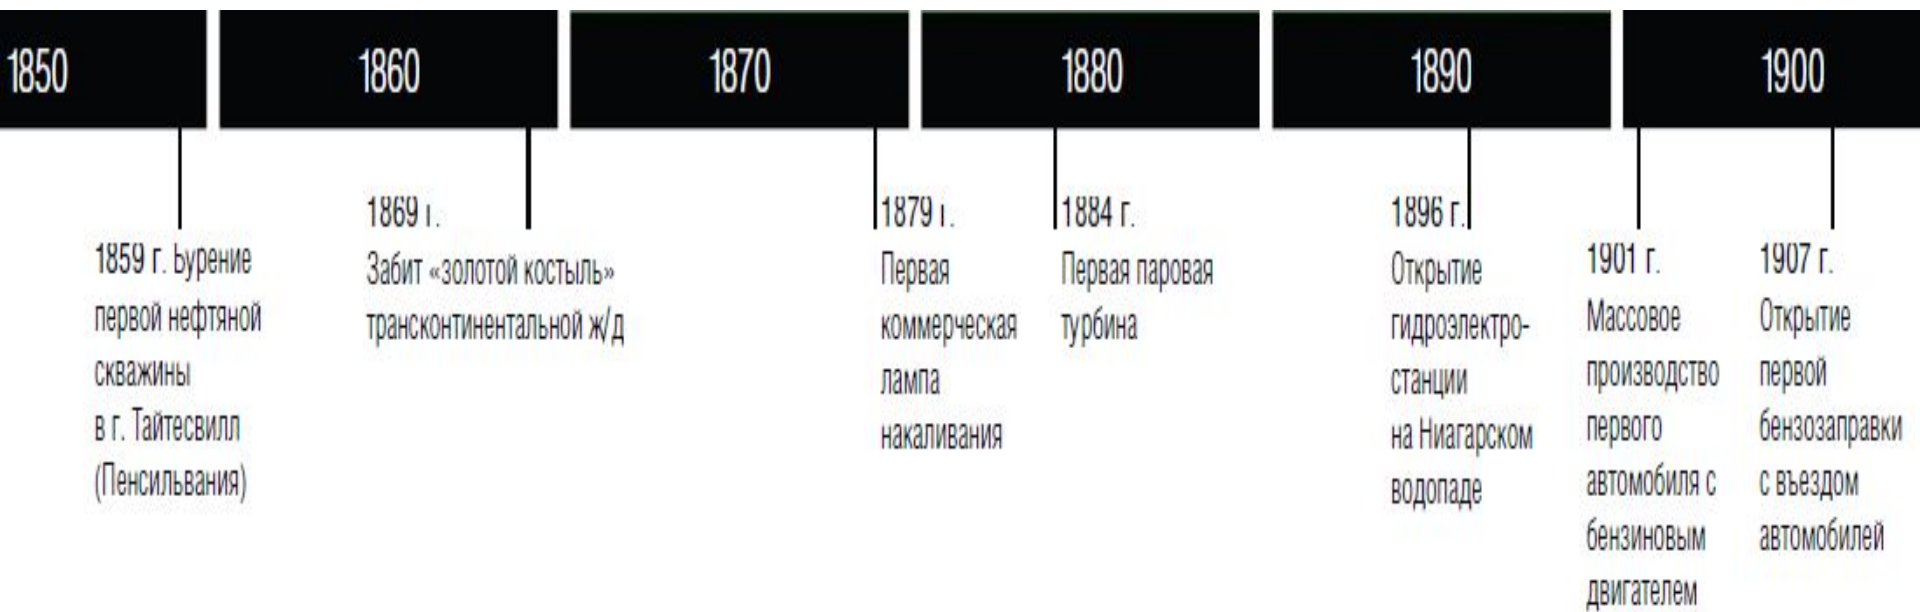 1850
1860
1870
1880
1890
1900
1859 г. Бурение
первой нефтяной
скважины
в г. Тайтесвилл
(Пенсильвания)
1869 г.
Забит «золотой костыль»
трансконтинентальной ж/д
1879 г.
Первая
коммерческая
лампа
накаливания
1884 г.
Первая паровая
турбина
1896 г.
Открытие
гидроэлектро-
станции
на Ниагарском
водопаде
1901 г.
Массовое
производство
первого
автомобиля с
бензиновым
двигателем
1907 г.
Открытие
первой
бензозаправки
с въездом
автомобилей